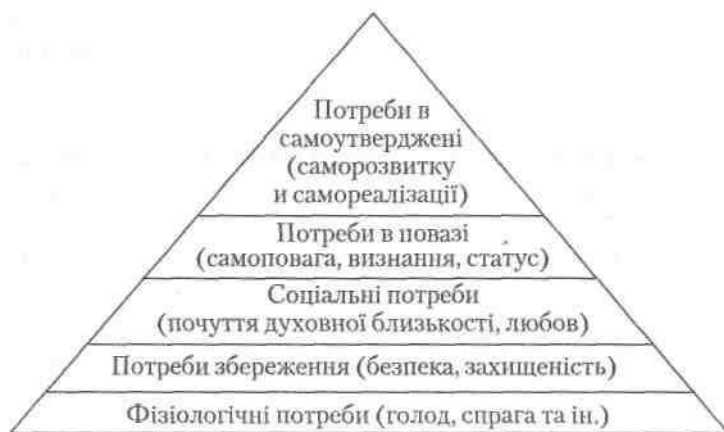 Потреби в
самоутверджені
(саморозвитку
и самореалізації)
Потреби в повазі
(самоповага, визнання, статус)
Соціальні потреби
(почуття духовної близькості, любов)
Потреби збереження (безпека, захищеність)
Фізіологічні потреби (голод, спрага та ін.)